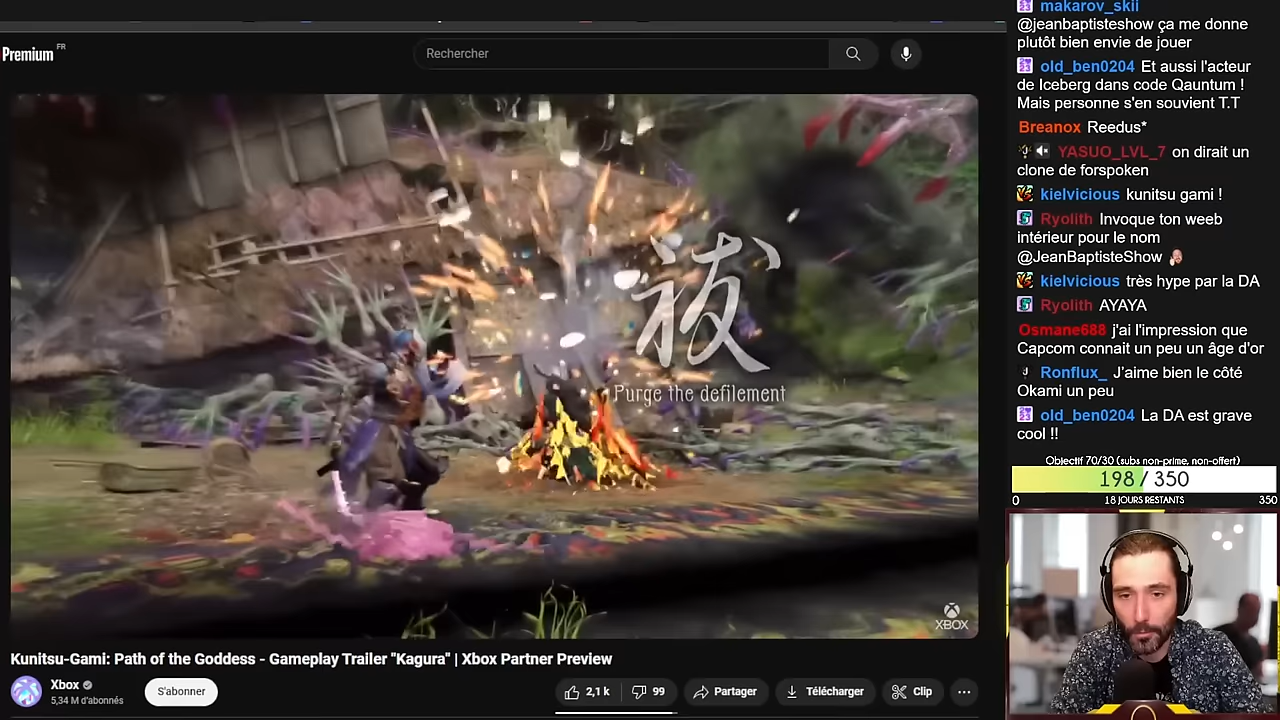 Premium FR
Rechercher
祓
Purge the defilement
XBOX
Kunitsu-Gami: Path of the Goddess - Gameplay Trailer "Kagura" | Xbox Partner Preview
Xbox
5,34 M d'abonnés
S'abonner
2,1 k
99
Partager
Télécharger
Clip
makarov_skii
@jeanbaptisteshow ça me donne
plutôt bien envie de jouer
old_ben0204 Et aussi l'acteur
de Iceberg dans code Qauntum !
Mais personne s'en souvient T.T
Breanox Reedus*
YASUO_LVL_7 on dirait un
clone de forspoken
kielvicious kunitsu gami !
Ryolith Invoque ton weeb
intérieur pour le nom
@JeanBaptisteShow
kielvicious très hype par la DA
Ryolith AYAYA
Osmane688 j'ai l'impression que
Capcom connait un peu un âge d'or
Ronflux_ J'aime bien le côté
Okami un peu
old_ben0204 La DA est grave
cool !!
Objectif 70/30 (subs non-prime, non-offert)
198 / 350
0 18 JOURS RESTANTS 350